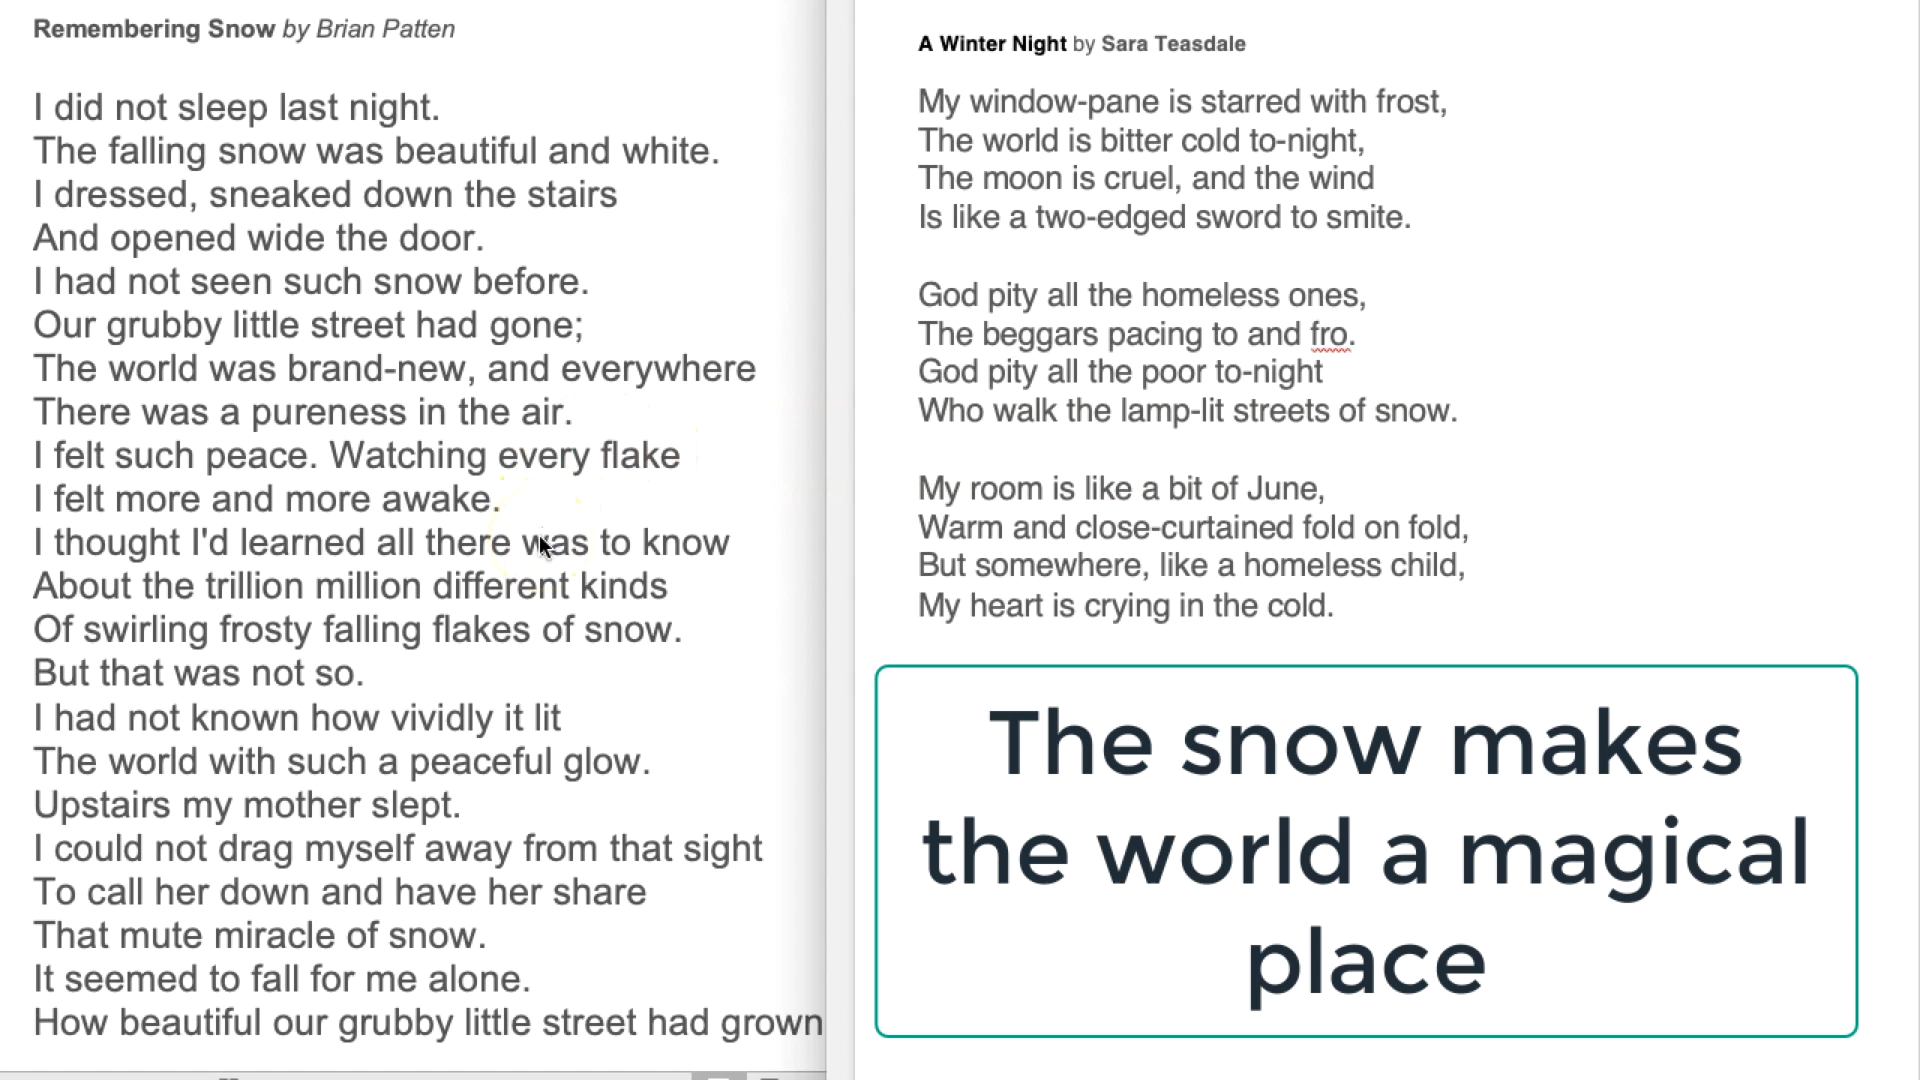 Remembering Snow by Brian Patten
I did not sleep last night.
The falling snow was beautiful and white.
I dressed, sneaked down the stairs
And opened wide the door.
I had not seen such snow before.
Our grubby little street had gone;
The world was brand-new, and everywhere
There was a pureness in the air.
I felt such peace. Watching every flake
I felt more and more awake.
I thought I'd learned all there was to know
About the trillion million different kinds
Of swirling frosty falling flakes of snow.
But that was not so.
I had not known how vividly it lit
The world with such a peaceful glow.
Upstairs my mother slept.
I could not drag myself away from that sight
To call her down and have her share
That mute miracle of snow.
It seemed to fall for me alone.
How beautiful our grubby little street had grown
A Winter Night by Sara Teasdale
My window-pane is starred with frost,
The world is bitter cold to-night,
The moon is cruel, and the wind
Is like a two-edged sword to smite.
God pity all the homeless ones,
The beggars pacing to and fro.
God pity all the poor to-night
Who walk the lamp-lit streets of snow.
My room is like a bit of June,
Warm and close-curtained fold on fold,
But somewhere, like a homeless child,
My heart is crying in the cold.
The snow makes
the world a magical
place